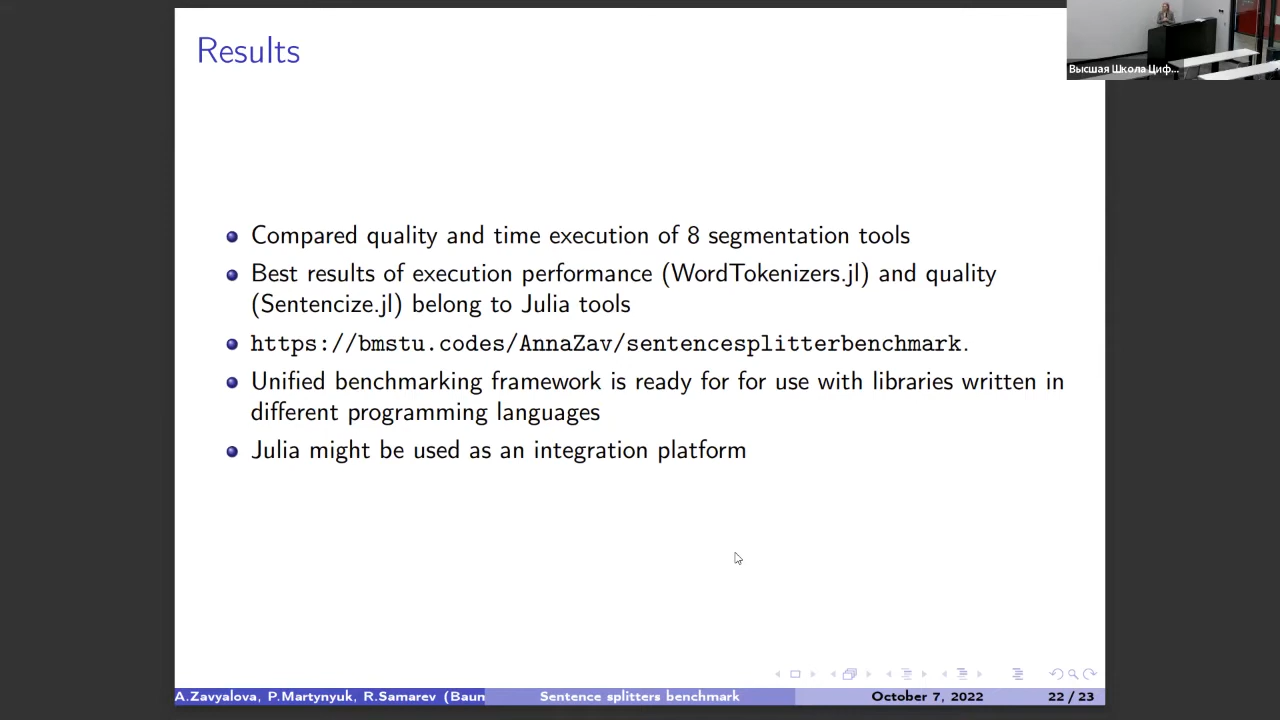 Results
Высшая Школа Циф...
Compared quality and time execution of 8 segmentation tools
Best results of execution performance (WordTokenizers.jl) and quality
(Sentencize.jl) belong to Julia tools
https://bmstu.codes/AnnaZav/sentencesplitterbenchmark.
Unified benchmarking framework is ready for for use with libraries written in
different programming languages
Julia might be used as an integration platform
A.Zavyalova, P.Martynyuk, R.Samarev (Baum
Sentence splitters benchmark
October 7, 2022
22 / 23